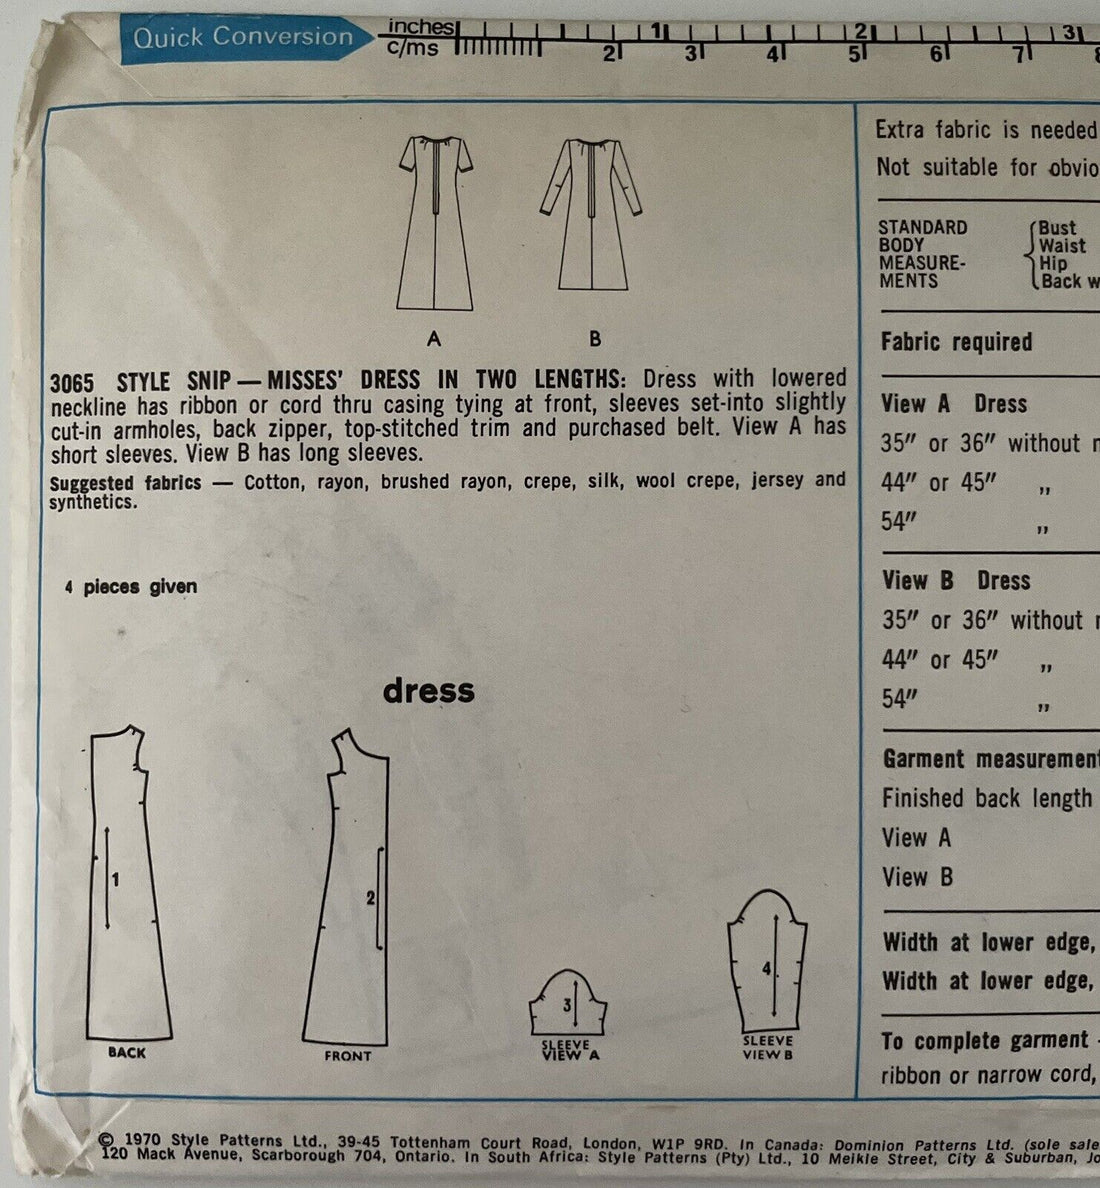 Quick Conversion
inches
1 2 3
c/ms
2 3 4 5 6 7 8
A
B
3065 STYLE SNIP — MISSES' DRESS IN TWO LENGTHS: Dress with lowered
neckline has ribbon or cord thru casing tying at front, sleeves set-into slightly
cut-in armholes, back zipper, top-stitched trim and purchased belt. View A has
short sleeves. View B has long sleeves.
Suggested fabrics — Cotton, rayon, brushed rayon, crepe, silk, wool crepe, jersey and
synthetics.
4 pieces given
dress
1
BACK
2
FRONT
3
SLEEVE
VIEW A
4
SLEEVE
VIEW B
Extra fabric is needed
Not suitable for obvio
STANDARD
BODY
MEASURE-
MENTS
Bust
Waist
Hip
Back w
Fabric required
View A Dress
35" or 36" without n
44" or 45" ,,
54" ,,
View B Dress
35" or 36" without n
44" or 45" ,,
54" ,,
Garment measurement
Finished back length
View A
View B
Width at lower edge,
Width at lower edge,
To complete garment -
ribbon or narrow cord,
© 1970 Style Patterns Ltd., 39-45 Tottenham Court Road, London, W1P 9RD. In Canada: Dominion Patterns Ltd. (sole sale
120 Mack Avenue, Scarborough 704, Ontario. In South Africa: Style Patterns (Pty) Ltd., 10 Meikle Street, City & Suburban, Jo